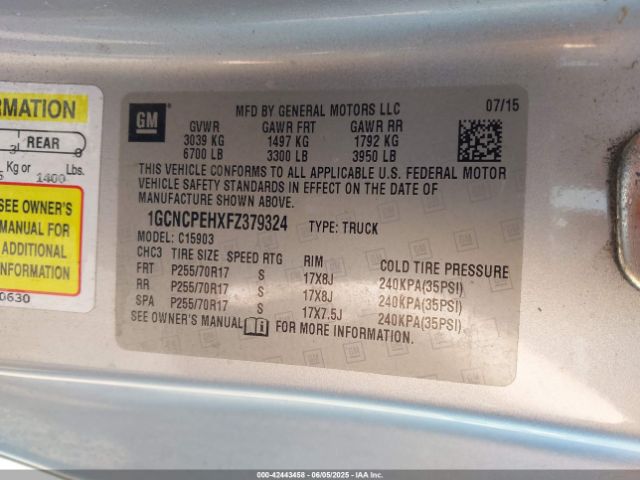 RMATION
REAR
Kg or 1400 Lbs.
SEE OWNER'S
MANUAL FOR
ADDITIONAL
INFORMATION
0630
GM
MFD BY GENERAL MOTORS LLC 07/15
GVWR GAWR FRT GAWR RR
3039 KG 1497 KG 1792 KG
6700 LB 3300 LB 3950 LB
THIS VEHICLE CONFORMS TO ALL APPLICABLE U.S. FEDERAL MOTOR
VEHICLE SAFETY STANDARDS IN EFFECT ON THE DATE OF
MANUFACTURE SHOWN ABOVE.
1GCNCPEHXFZ379324 TYPE: TRUCK
MODEL: C15903
CHC3 TIRE SIZE SPEED RTG RIM COLD TIRE PRESSURE
FRT P255/70R17 S 17X8J 240KPA(35PSI)
RR P255/70R17 S 17X8J 240KPA(35PSI)
SPA P255/70R17 S 17X7.5J 240KPA(35PSI)
SEE OWNER'S MANUAL FOR MORE INFORMATION.
000-42443458 06/05/2025 IAAI.COM